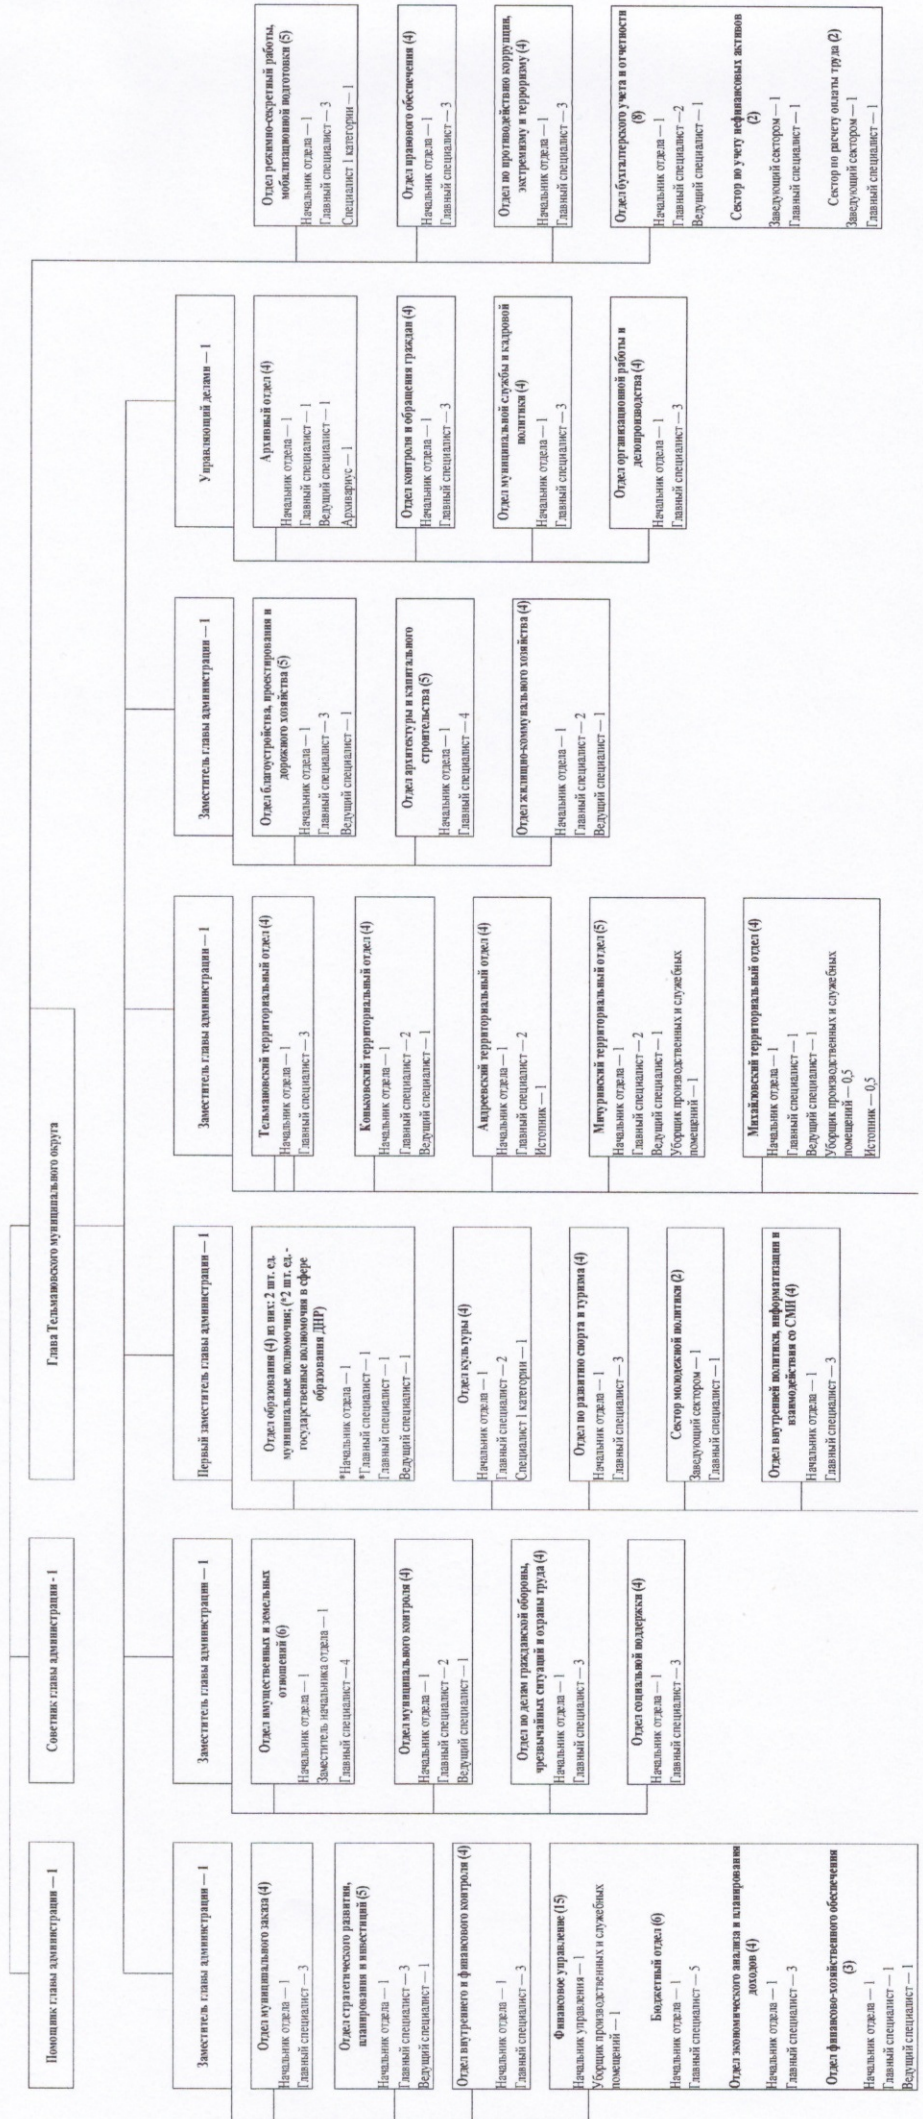 Глава Тельмановского муниципального округа
Помощник главы администрации — 1
Советник главы администрации - 1
Заместитель главы администрации — 1
Отдел муниципального заказа (4)
Начальник отдела — 1
Главный специалист — 3
Отдел стратегического развития,
планирования и инвестиций (5)
Начальник отдела — 1
Главный специалист — 3
Ведущий специалист — 1
Отдел внутреннего и финансового контроля (4)
Начальник отдела — 1
Главный специалист — 3
Финансовое управление (15)
Начальник управления — 1
Уборщик производственных и служебных
помещений — 1
Бюджетный отдел (6)
Начальник отдела — 1
Главный специалист — 5
Отдел экономического анализа и планирования
доходов (4)
Начальник отдела — 1
Главный специалист — 3
Отдел финансово-хозяйственного обеспечения
(3)
Начальник отдела — 1
Главный специалист — 1
Ведущий специалист — 1
Заместитель главы администрации — 1
Отдел имущественных и земельных
отношений (6)
Начальник отдела — 1
Заместитель начальника отдела — 1
Главный специалист — 4
Отдел муниципального контроля (4)
Начальник отдела — 1
Главный специалист — 2
Ведущий специалист — 1
Отдел по делам гражданской обороны,
чрезвычайных ситуаций и охраны труда (4)
Начальник отдела — 1
Главный специалист — 3
Отдел социальной поддержки (4)
Начальник отдела — 1
Главный специалист — 3
Первый заместитель главы администрации — 1
Отдел образования (4) из них: 2 шт. ед.
муниципальные полномочия; (*2 шт. ед. -
государственные полномочия в сфере
образования ДНР)
*Начальник отдела — 1
*Главный специалист — 1
Главный специалист — 1
Ведущий специалист — 1
Отдел культуры (4)
Начальник отдела — 1
Главный специалист — 2
Специалист 1 категории — 1
Отдел по развитию спорта и туризма (4)
Начальник отдела — 1
Главный специалист — 3
Сектор молодежной политики (2)
Заведующий сектором — 1
Главный специалист — 1
Отдел внутренней политики, информатизации и
взаимодействия со СМИ (4)
Начальник отдела — 1
Главный специалист — 3
Заместитель главы администрации — 1
Тельмановский территориальный отдел (4)
Начальник отдела — 1
Главный специалист — 3
Коньковский территориальный отдел (4)
Начальник отдела — 1
Главный специалист — 2
Ведущий специалист — 1
Андреевский территориальный отдел (4)
Начальник отдела — 1
Главный специалист — 2
Истопник — 1
Мичуринский территориальный отдел (5)
Начальник отдела — 1
Главный специалист — 2
Ведущий специалист — 1
Уборщик производственных и служебных
помещений — 1
Михайловский территориальный отдел (4)
Начальник отдела — 1
Главный специалист — 1
Ведущий специалист — 1
Уборщик производственных и служебных
помещений — 0,5
Истопник — 0,5
Заместитель главы администрации — 1
Отдел благоустройства, проектирования и
дорожного хозяйства (5)
Начальник отдела — 1
Главный специалист — 3
Ведущий специалист — 1
Отдел архитектуры и капитального
строительства (5)
Начальник отдела — 1
Главный специалист — 4
Отдел жилищно-коммунального хозяйства (4)
Начальник отдела — 1
Главный специалист — 2
Ведущий специалист — 1
Управляющий делами — 1
Архивный отдел (4)
Начальник отдела — 1
Главный специалист — 1
Ведущий специалист — 1
Архивариус — 1
Отдел контроля и обращения граждан (4)
Начальник отдела — 1
Главный специалист — 3
Отдел муниципальной службы и кадровой
политики (4)
Начальник отдела — 1
Главный специалист — 3
Отдел организационной работы и
делопроизводства (4)
Начальник отдела — 1
Главный специалист — 3
Отдел режимно-секретный работы,
мобилизационной подготовки (5)
Начальник отдела — 1
Главный специалист — 3
Специалист 1 категории — 1
Отдел правового обеспечения (4)
Начальник отдела — 1
Главный специалист — 3
Отдел по противодействию коррупции,
экстремизму и терроризму (4)
Начальник отдела — 1
Главный специалист — 3
Отдел бухгалтерского учета и отчетности
(8)
Начальник отдела — 1
Главный специалист —2
Ведущий специалист — 1
Сектор по учету нефинансовых активов
(2)
Заведующий сектором — 1
Главный специалист — 1
Сектор по расчету оплаты труда (2)
Заведующий сектором — 1
Главный специалист — 1